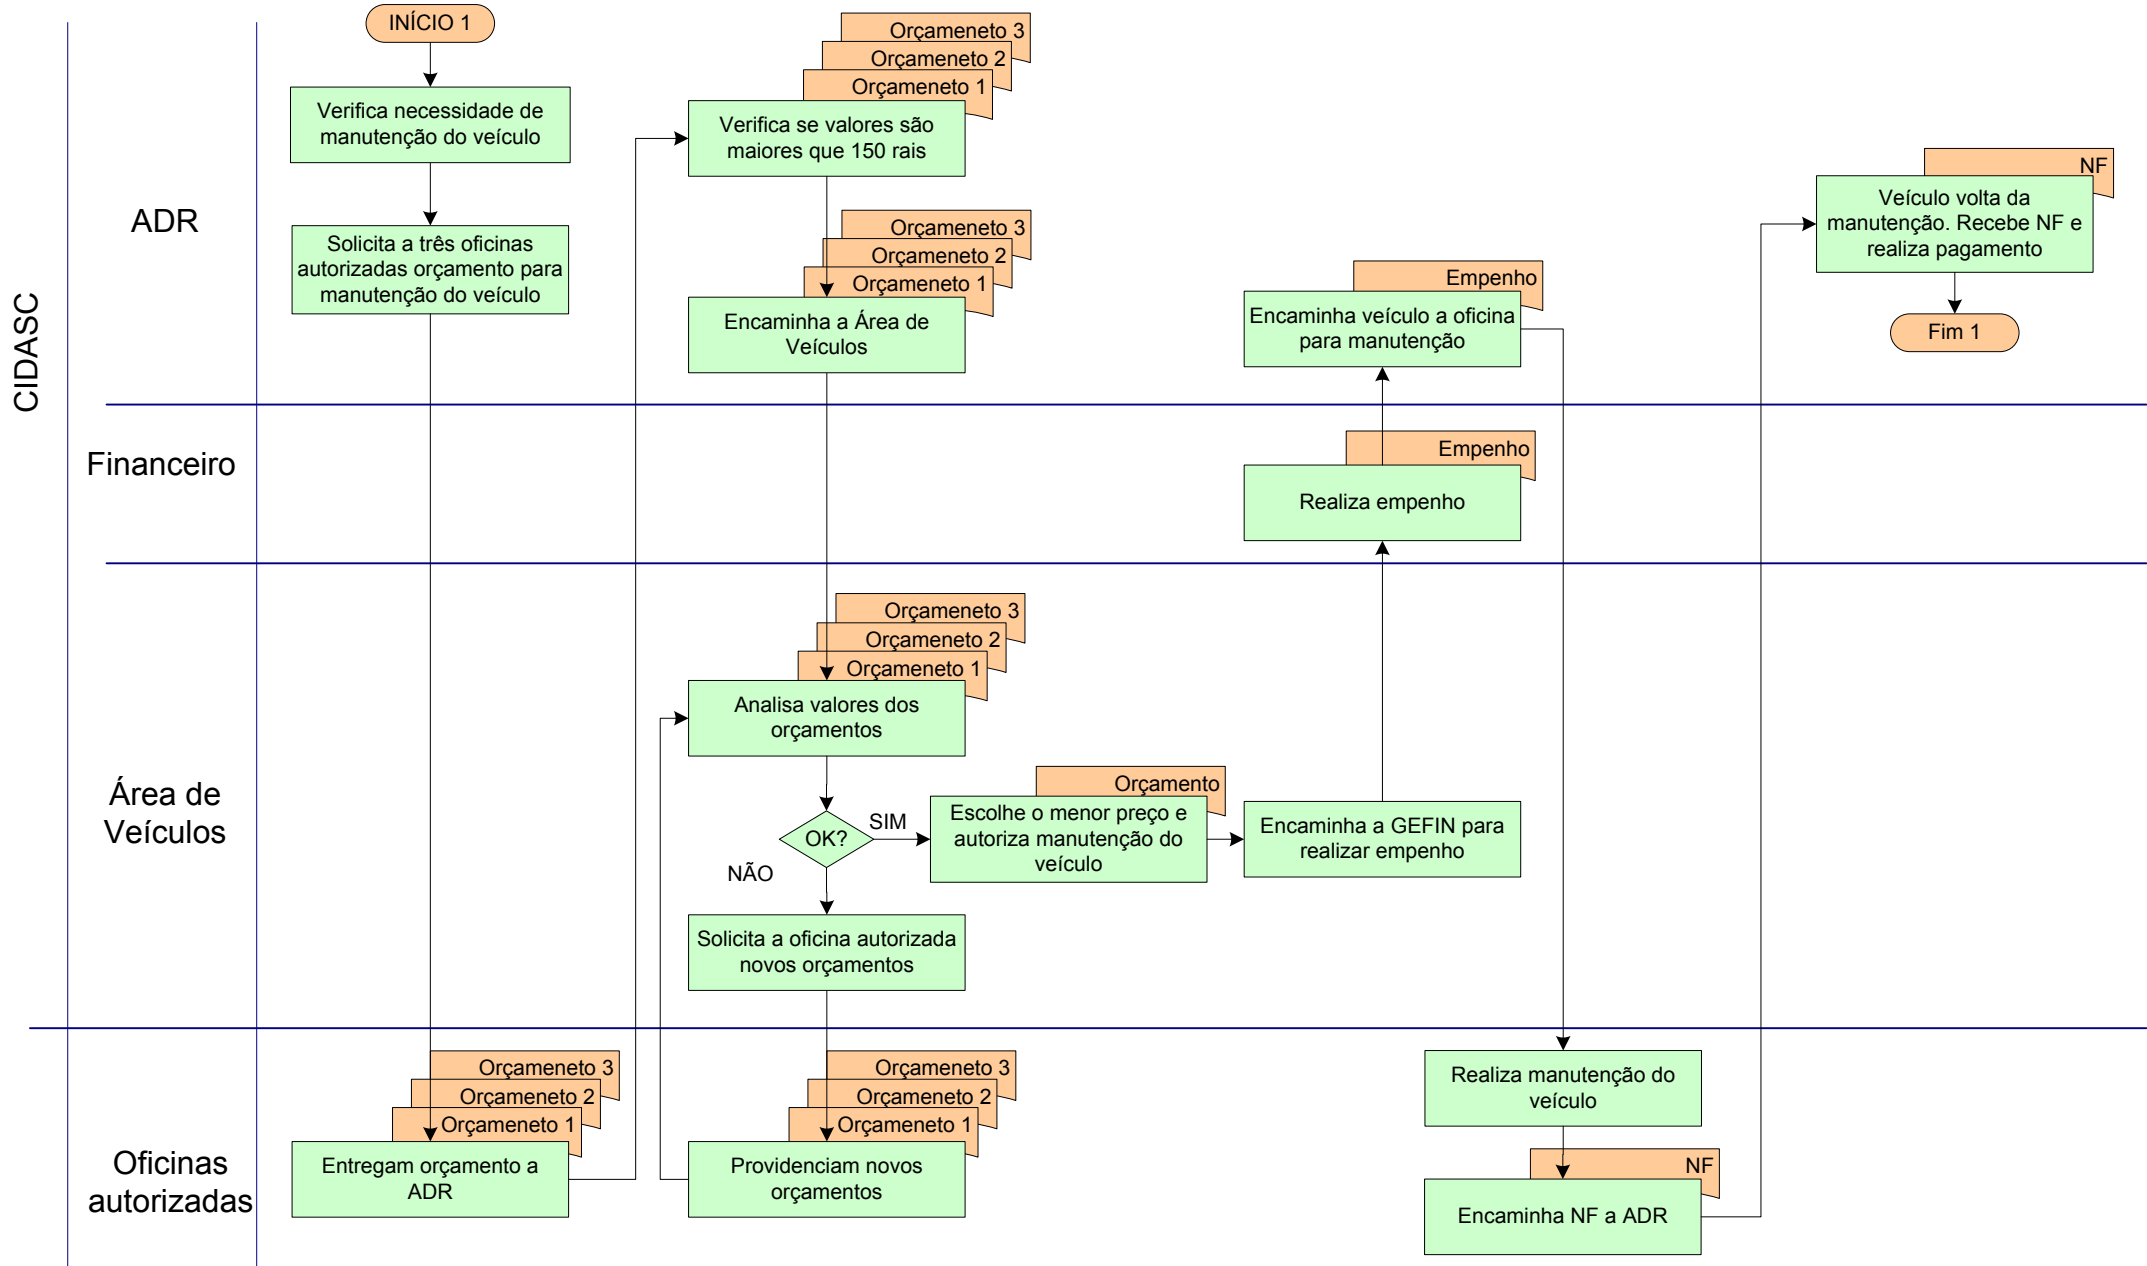 CIDASC
ADR
INÍCIO 1
Verifica necessidade de
manutenção do veículo
Solicita a três oficinas
autorizadas orçamento para
manutenção do veículo
Orçameneto 3
Orçameneto 2
Orçameneto 1
Verifica se valores são
maiores que 150 rais
Orçameneto 3
Orçameneto 2
Orçameneto 1
Encaminha a Área de
Veículos
Empenho
Encaminha veículo a oficina
para manutenção
NF
Veículo volta da
manutenção. Recebe NF e
realiza pagamento
Fim 1
Financeiro
Empenho
Realiza empenho
Área de
Veículos
Orçameneto 3
Orçameneto 2
Orçameneto 1
Analisa valores dos
orçamentos
OK?
SIM
NÃO
Orçamento
Escolhe o menor preço e
autoriza manutenção do
veículo
Encaminha a GEFIN para
realizar empenho
Solicita a oficina autorizada
novos orçamentos
Oficinas
autorizadas
Orçameneto 3
Orçameneto 2
Orçameneto 1
Entregam orçamento a
ADR
Orçameneto 3
Orçameneto 2
Orçameneto 1
Providenciam novos
orçamentos
Realiza manutenção do
veículo
NF
Encaminha NF a ADR